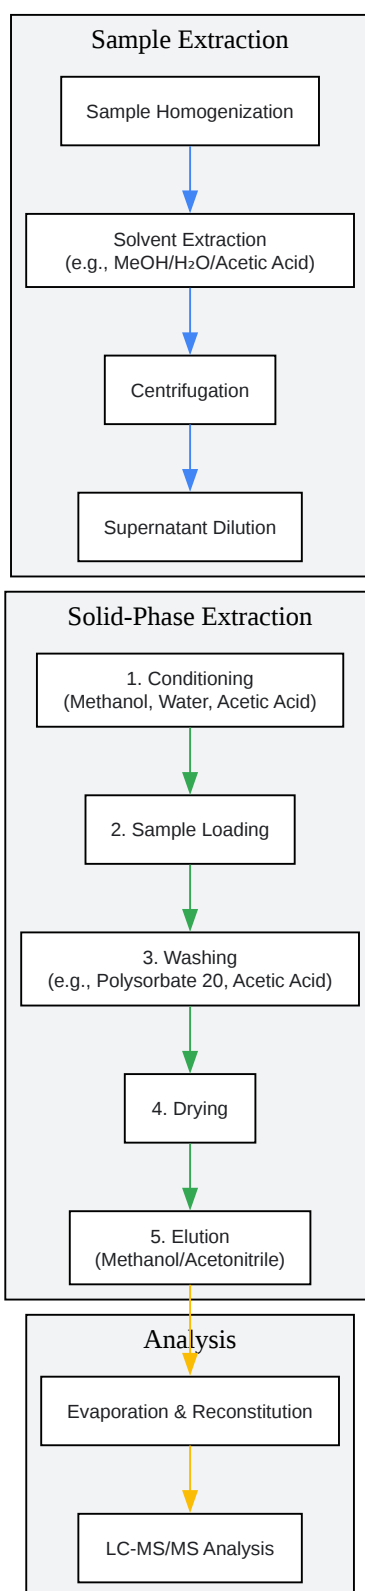 Sample Extraction
Sample Homogenization
Solvent Extraction
(e.g., MeOH/H₂O/Acetic Acid)
Centrifugation
Supernatant Dilution
Solid-Phase Extraction
1. Conditioning
(Methanol, Water, Acetic Acid)
2. Sample Loading
3. Washing
(e.g., Polysorbate 20, Acetic Acid)
4. Drying
5. Elution
(Methanol/Acetonitrile)
Analysis
Evaporation & Reconstitution
LC-MS/MS Analysis